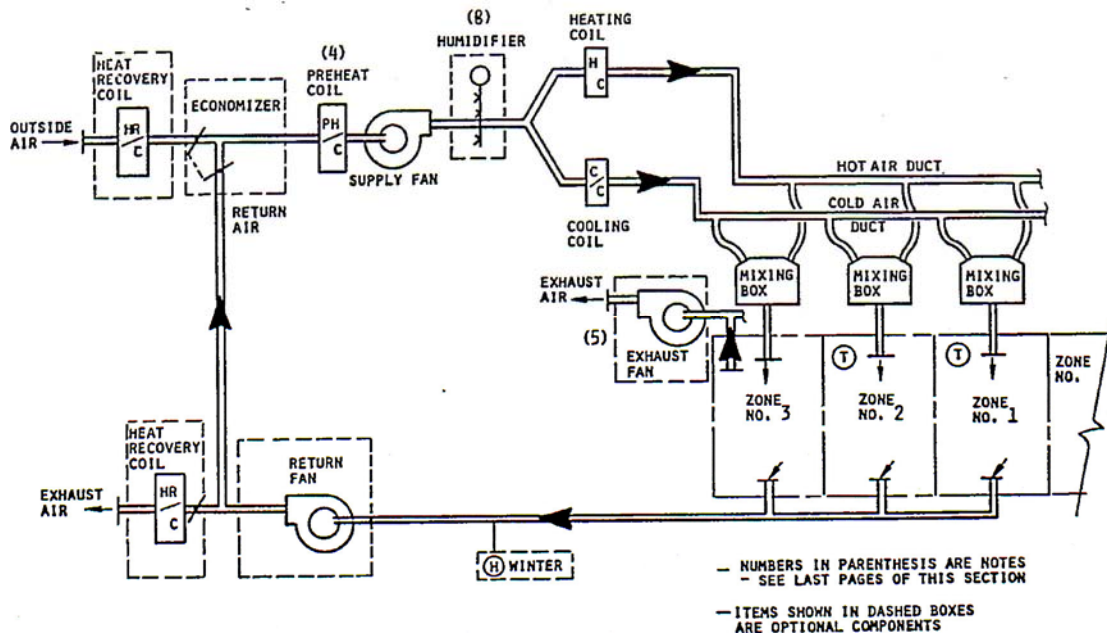 (8)
HUMIDIFIER
HEATING
COIL
H
C
(4)
PREHEAT
COIL
HEAT
RECOVERY
COIL
ECONOMIZER
OUTSIDE
AIR
HR
C
PH
C
SUPPLY FAN
RETURN
AIR
C
C
COOLING
COIL
HOT AIR DUCT
COLD AIR
DUCT
MIXING
BOX
MIXING
BOX
MIXING
BOX
EXHAUST
AIR
(5)
EXHAUST
FAN
T
T
ZONE
NO. 3
ZONE
NO. 2
ZONE
NO. 1
ZONE
NO.
HEAT
RECOVERY
COIL
RETURN
FAN
EXHAUST
AIR
HR
C
H WINTER
— NUMBERS IN PARENTHESIS ARE NOTES
- SEE LAST PAGES OF THIS SECTION
— ITEMS SHOWN IN DASHED BOXES
ARE OPTIONAL COMPONENTS